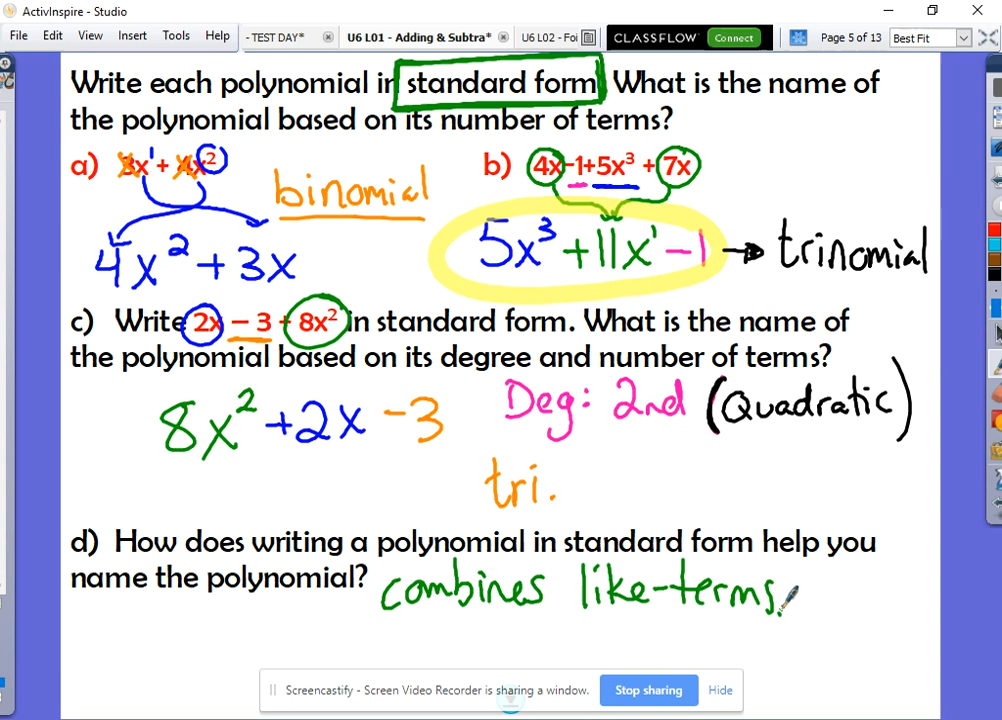 ActivInspire - Studio
File Edit View Insert Tools Help - TEST DAY* U6 L01 - Adding & Subtra* U6 L02 - Foi CLASSFLOW Connect Page 5 of 13 Best Fit
Write each polynomial in standard form. What is the name of
the polynomial based on its number of terms?
a) 3x¹ + 4x² b) 4x – 1 + 5x³ + 7x
binomial
4x² + 3x 5x³ + 11x¹ – 1 → trinomial
c) Write 2x – 3 + 8x² in standard form. What is the name of
the polynomial based on its degree and number of terms?
8x² + 2x – 3 Deg: 2nd (Quadratic)
tri.
d) How does writing a polynomial in standard form help you
name the polynomial? combines like-terms.
Screencastify - Screen Video Recorder is sharing a window. Stop sharing Hide